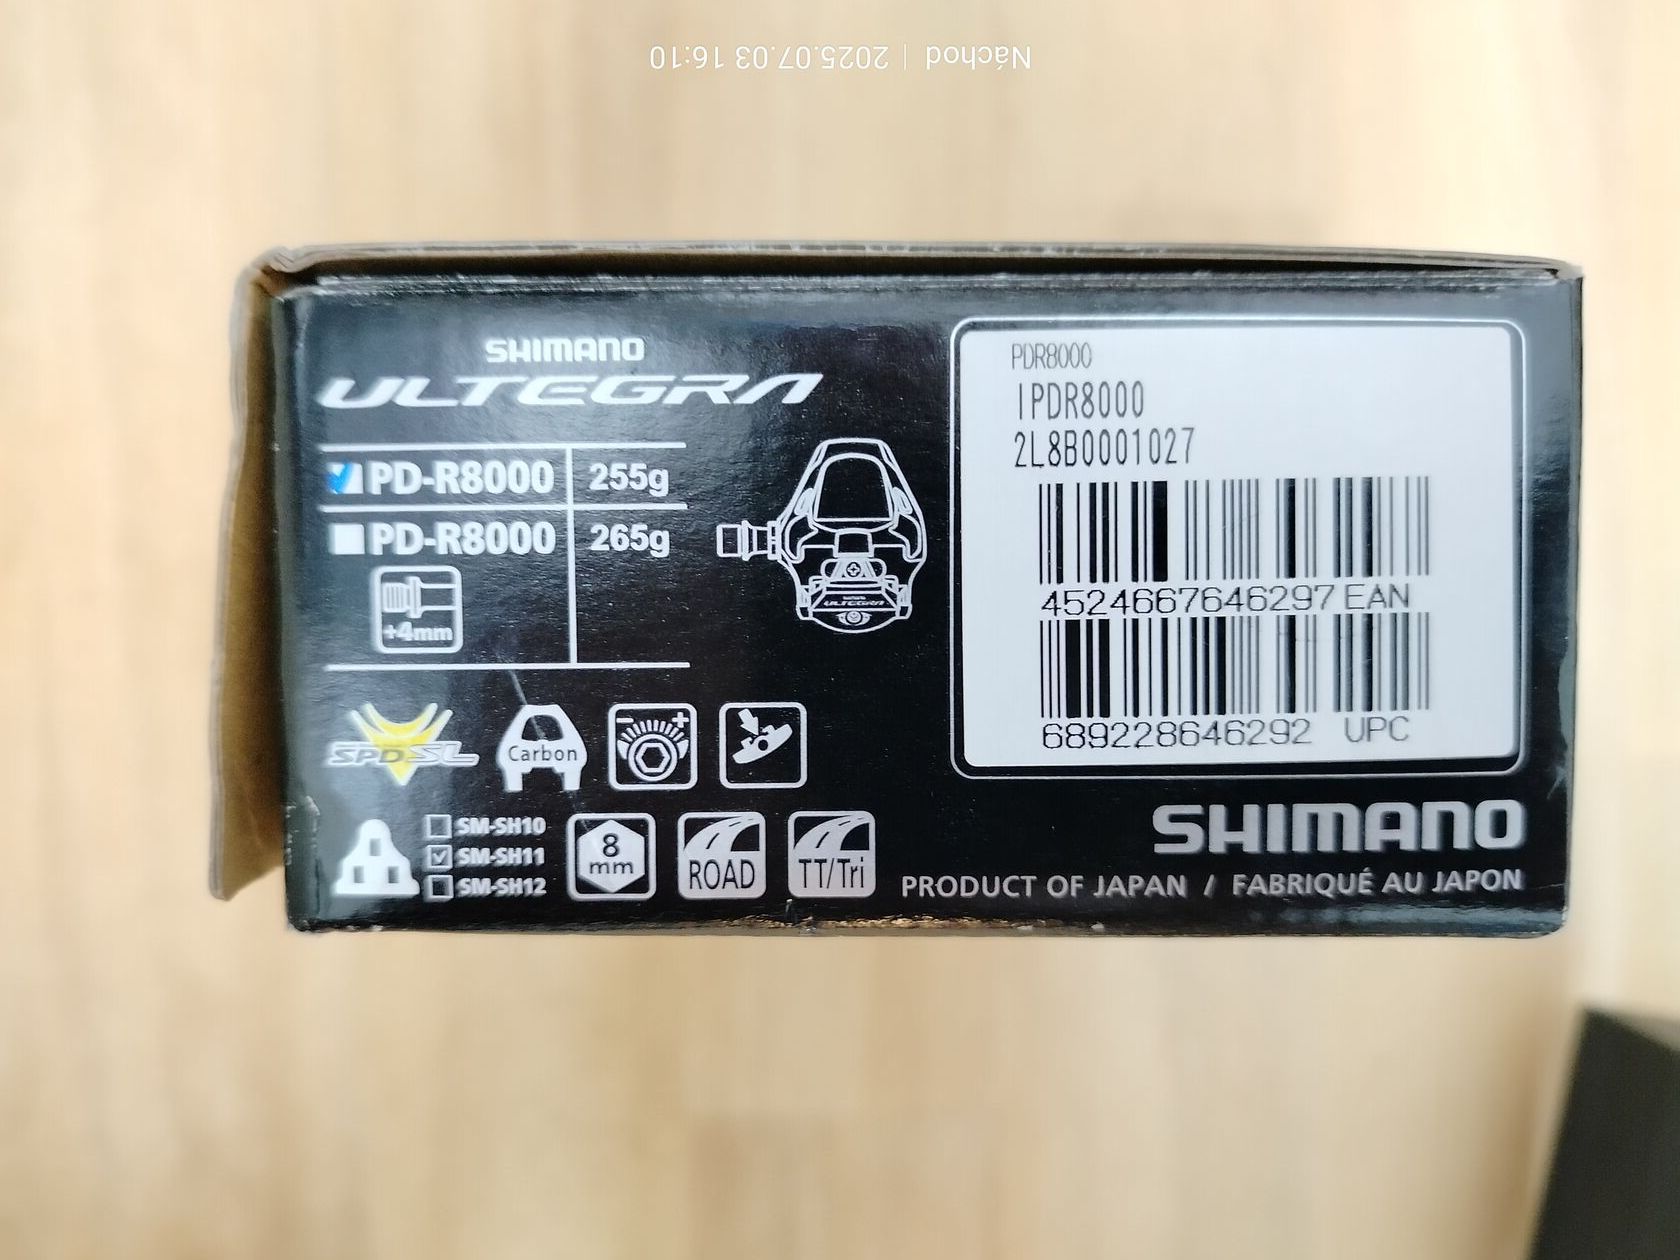 Náchod | 2025.07.03 16:10
SHIMANO
ULTEGRA
PD-R8000 255g
PD-R8000 265g
+4mm
ULTEGRA
SPD-SL
Carbon
- +
SM-SH10
SM-SH11
SM-SH12
8
mm
ROAD
TT/Tri
PDR8000
IPDR8000
2L8B0001027
4524667646297 EAN
689228646292 UPC
SHIMANO
PRODUCT OF JAPAN / FABRIQUÉ AU JAPON